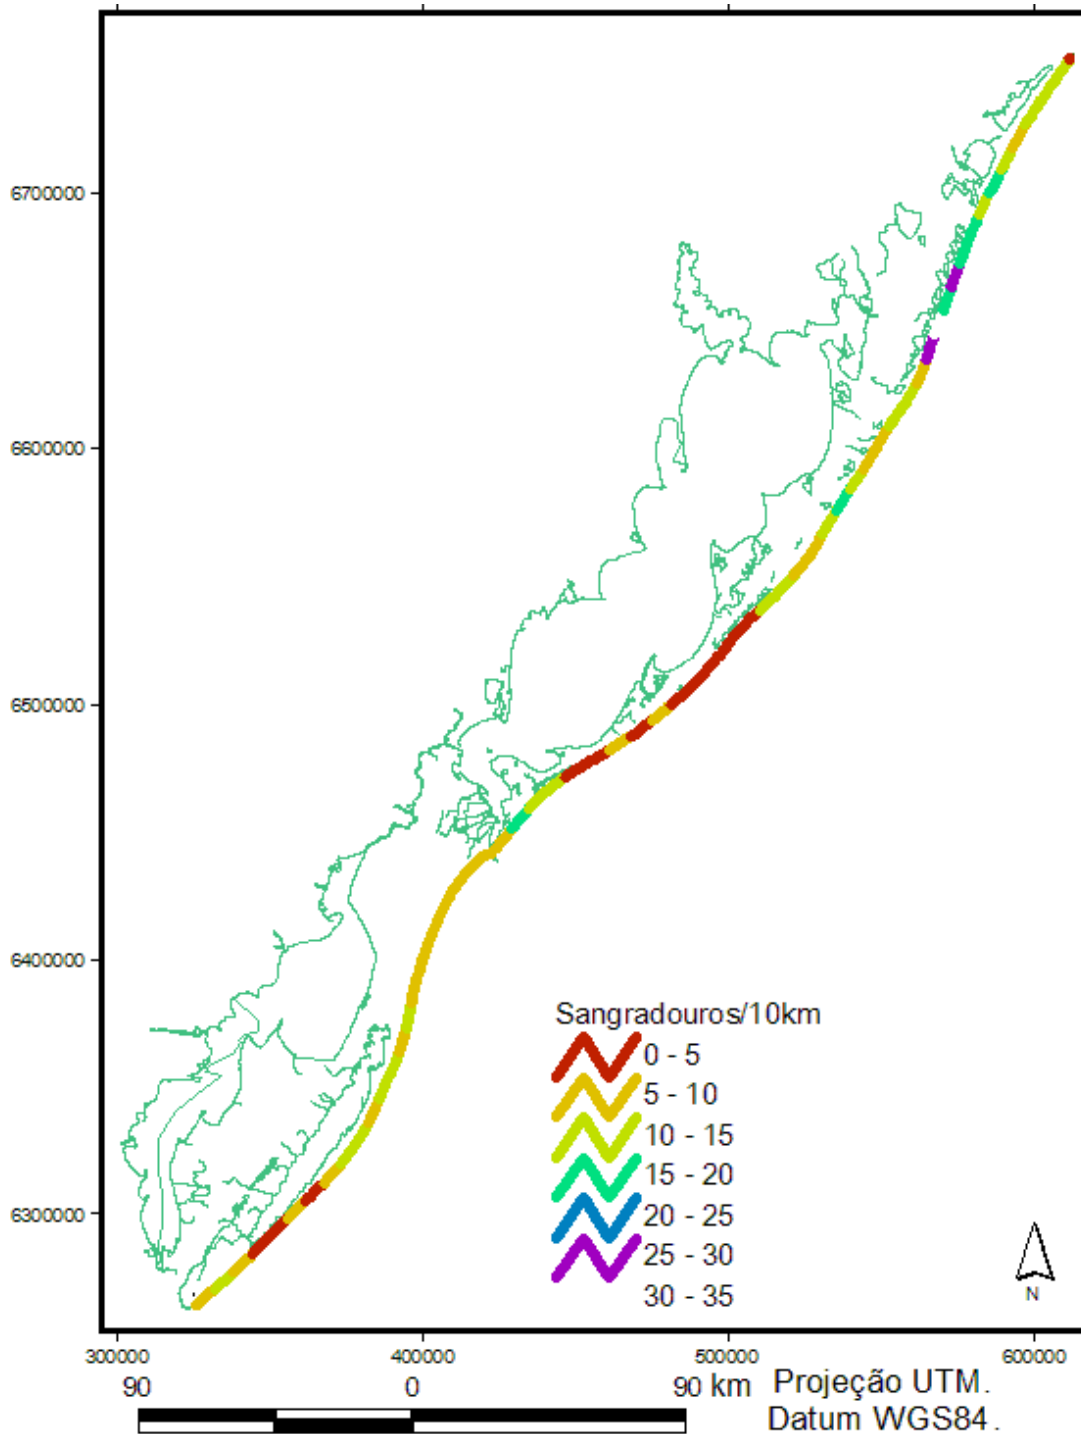 6700000
6600000
6500000
6400000
6300000
Sangradouros/10km
0 - 5
5 - 10
10 - 15
15 - 20
20 - 25
25 - 30
30 - 35
N
300000 400000 500000 600000
90 0 90 km
Projeção UTM.
Datum WGS84.